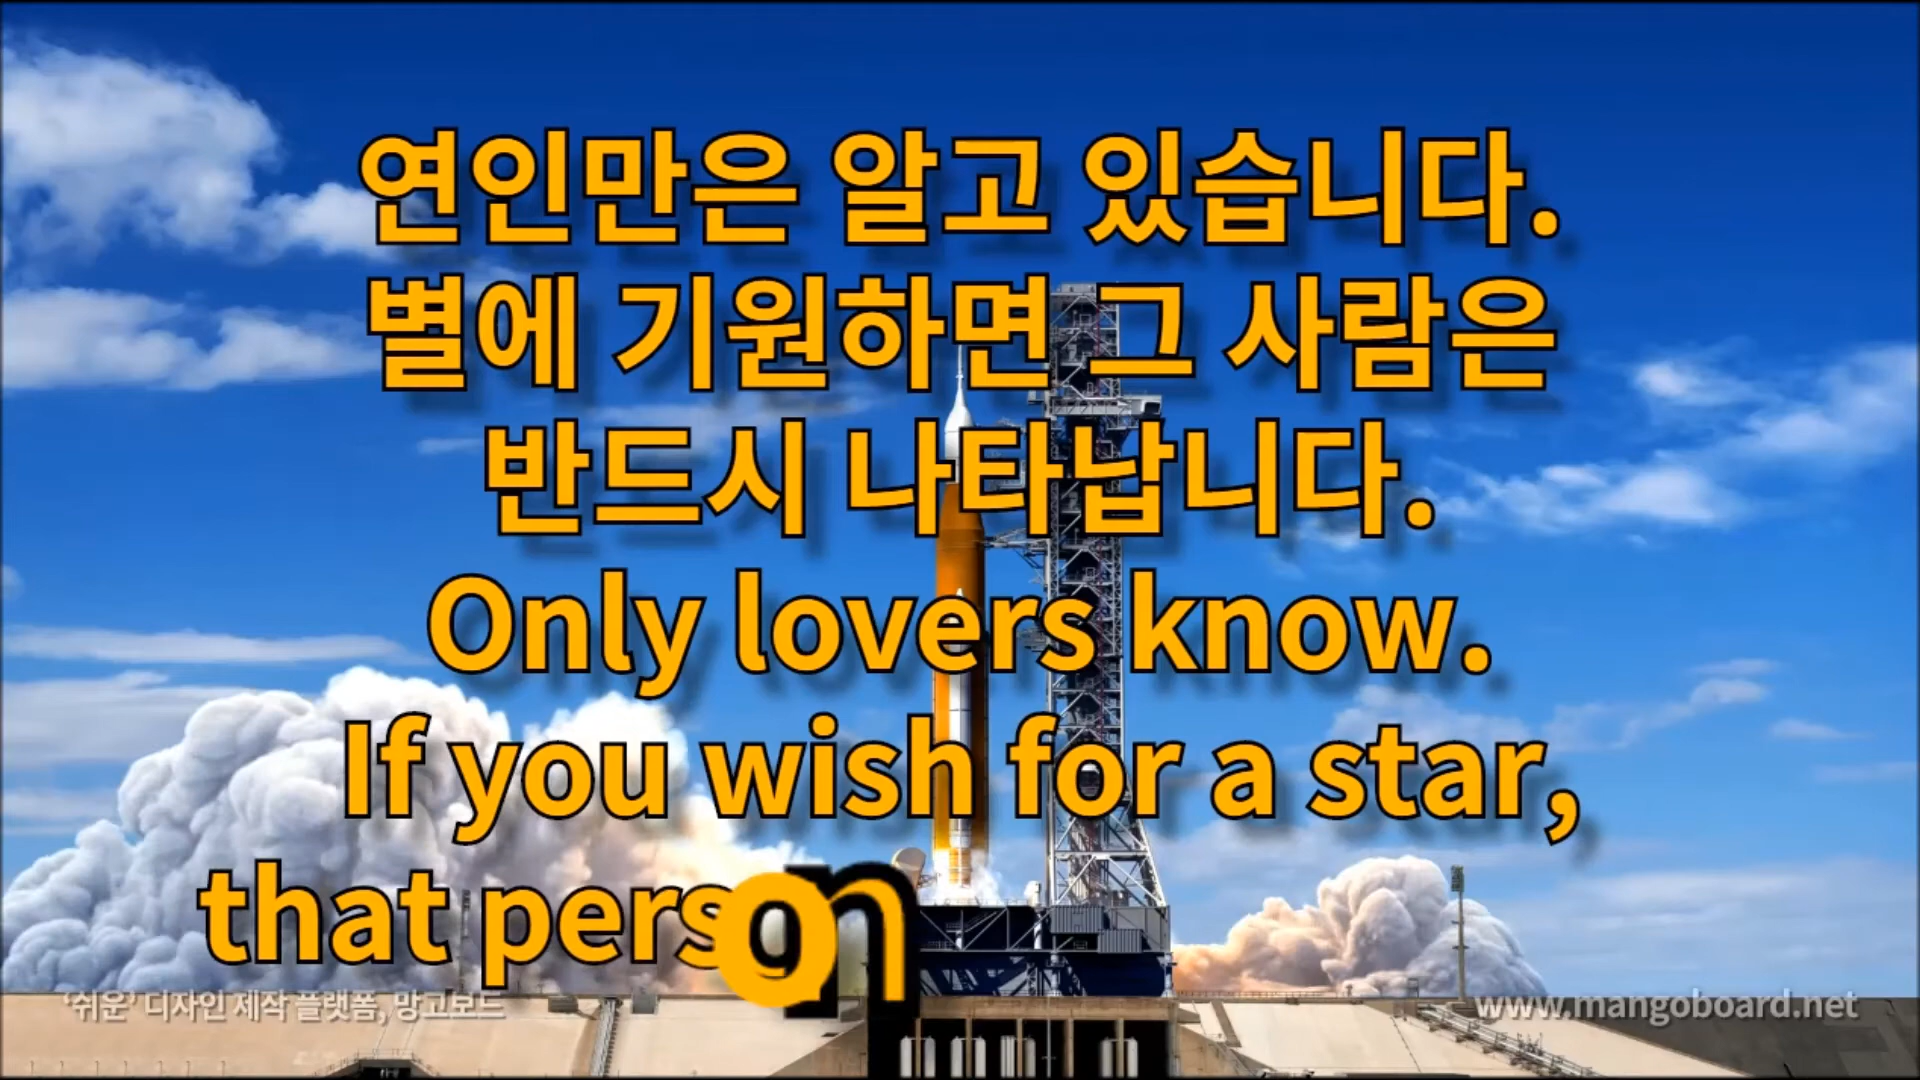 연인만은 알고 있습니다.
별에 기원하면 그 사람은
반드시 나타납니다.
Only lovers know.
If you wish for a star,
that person
‘쉬운’ 디자인 제작 플랫폼, 망고보드
www.mangoboard.net